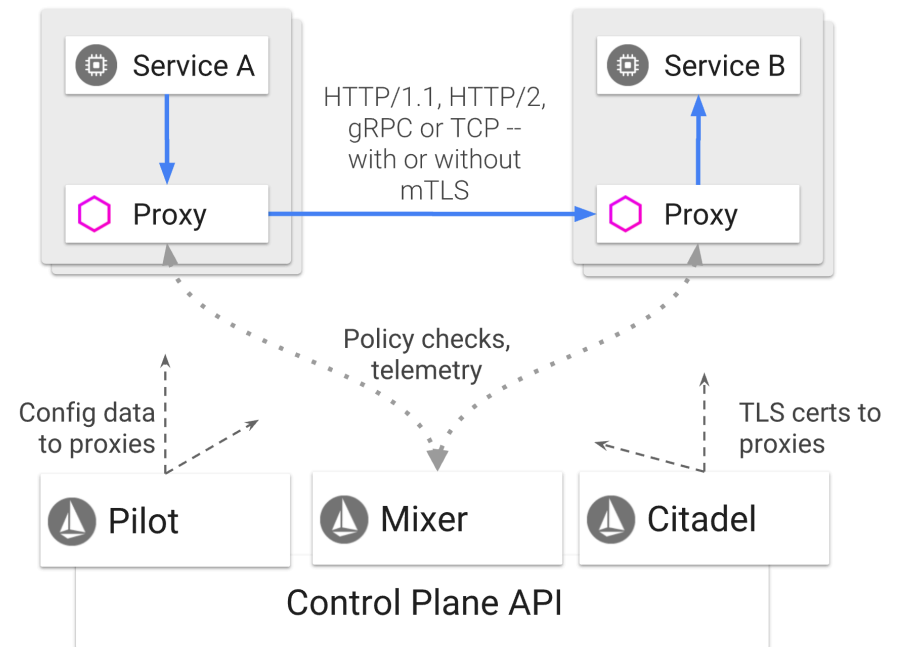 Service A
Service B
HTTP/1.1, HTTP/2,
gRPC or TCP --
with or without
mTLS
Proxy
Proxy
Policy checks,
telemetry
Config data
to proxies
TLS certs to
proxies
Pilot
Mixer
Citadel
Control Plane API